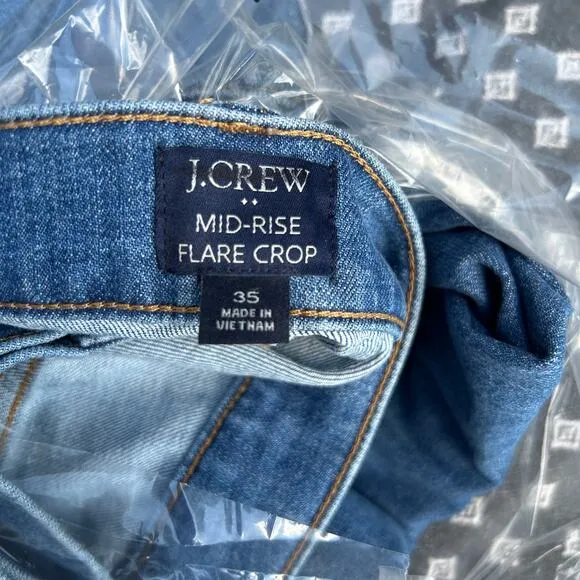 J.CREW
MID-RISE
FLARE CROP
35
MADE IN
VIETNAM